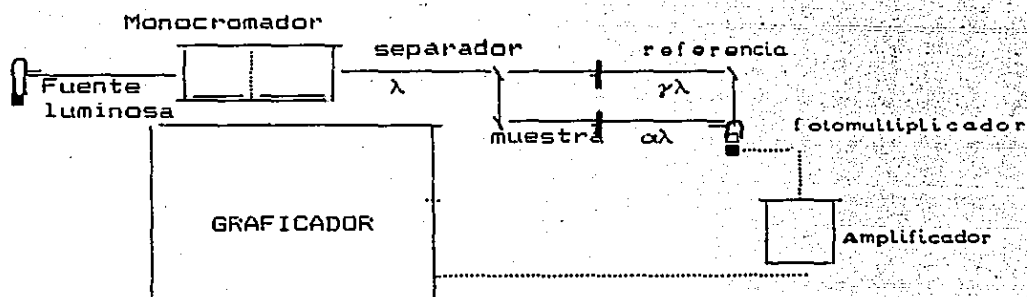 Monocromador
separador
referencia
Fuente
luminosa
λ
γλ
muestra
αλ
fotomultiplicador
GRAFICADOR
Amplificador